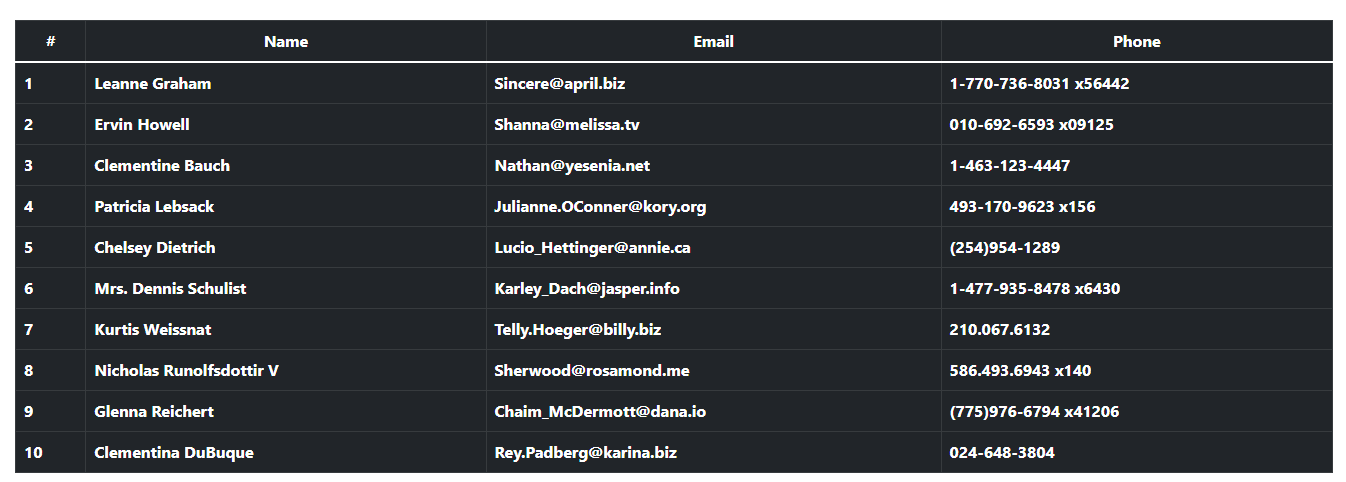 # Name Email Phone
1 Leanne Graham Sincere@april.biz 1-770-736-8031 x56442
2 Ervin Howell Shanna@melissa.tv 010-692-6593 x09125
3 Clementine Bauch Nathan@yesenia.net 1-463-123-4447
4 Patricia Lebsack Julianne.OConner@kory.org 493-170-9623 x156
5 Chelsey Dietrich Lucio_Hettinger@annie.ca (254)954-1289
6 Mrs. Dennis Schulist Karley_Dach@jasper.info 1-477-935-8478 x6430
7 Kurtis Weissnat Telly.Hoeger@billy.biz 210.067.6132
8 Nicholas Runolfsdottir V Sherwood@rosamond.me 586.493.6943 x140
9 Glenna Reichert Chaim_McDermott@dana.io (775)976-6794 x41206
10 Clementina DuBuque Rey.Padberg@karina.biz 024-648-3804